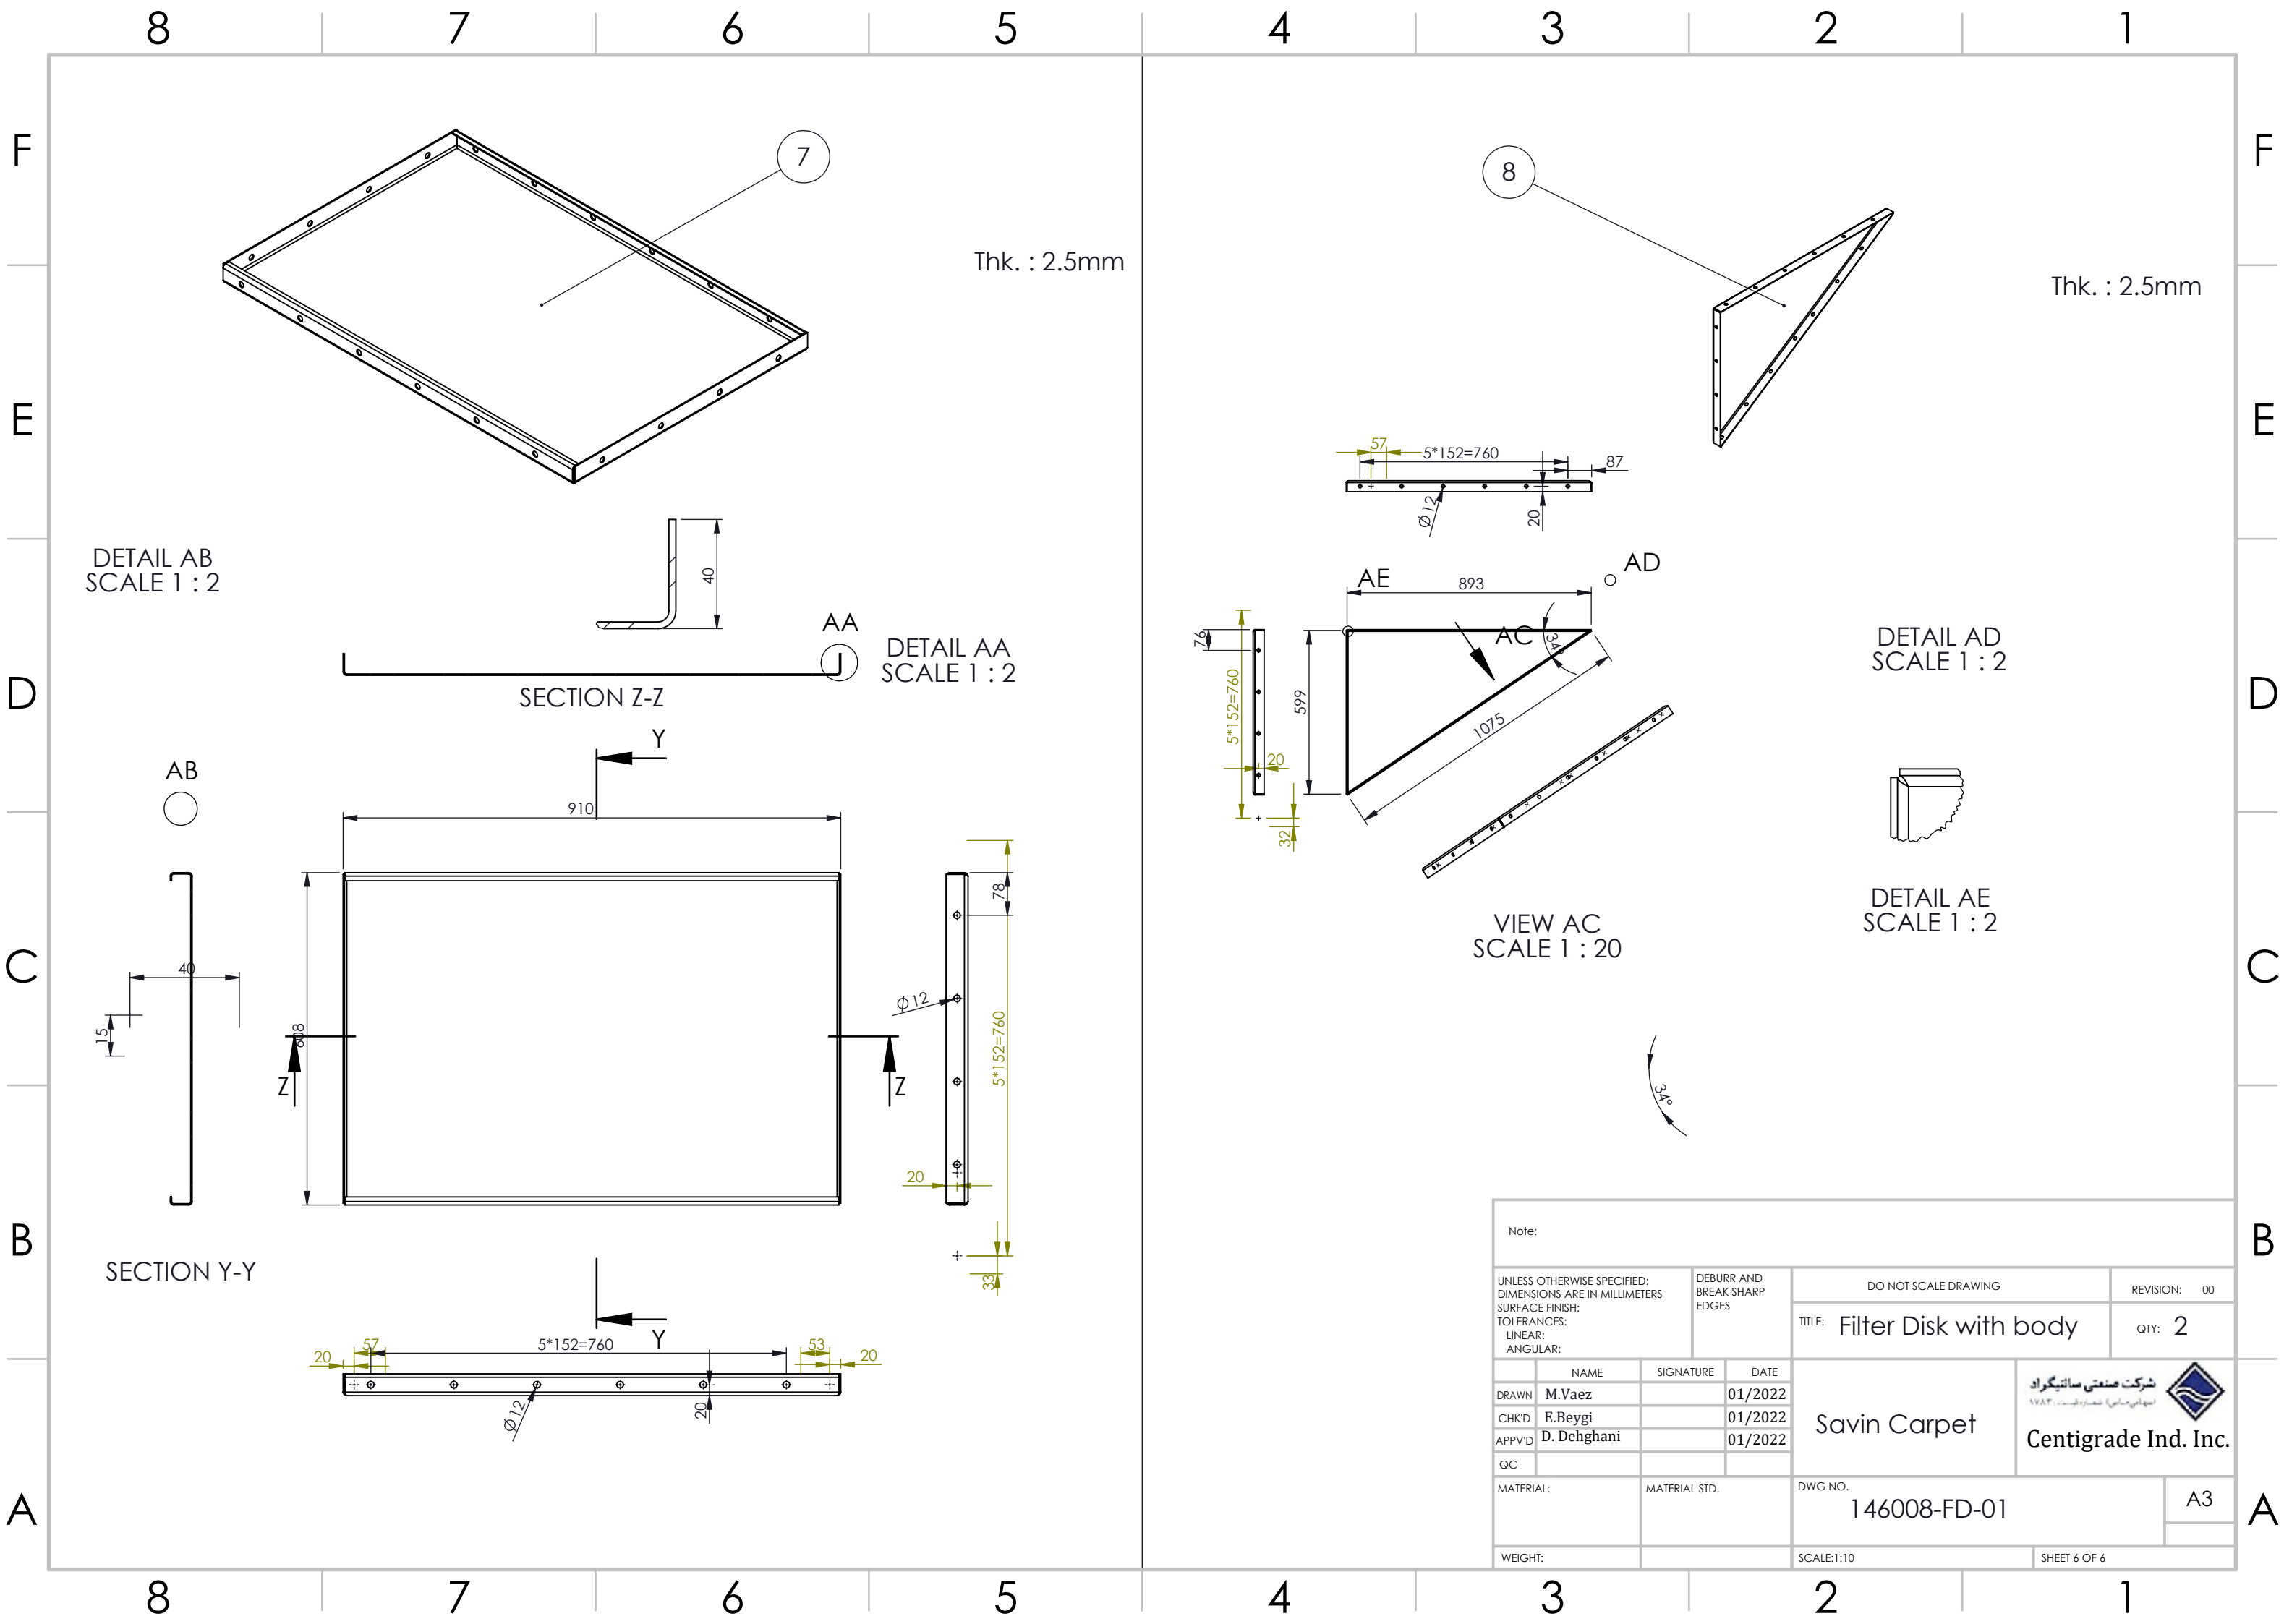 8 7 6 5 4 3 2 1
F F
7
8
Thk. : 2.5mm
Thk. : 2.5mm
E E
57
5*152=760
87
Ø12
20
DETAIL AB
SCALE 1 : 2
40
AA
DETAIL AA
SCALE 1 : 2
SECTION Z-Z
AE
893
AD
76
5*152=760
599
AC
34°
1075
20
32
DETAIL AD
SCALE 1 : 2
D D
Y
AB
910
78
40
15
608
Ø12
5*152=760
Z Z
20
33
VIEW AC
SCALE 1 : 20
DETAIL AE
SCALE 1 : 2
C C
34°
B B
SECTION Y-Y
Y
20
57
5*152=760
53
20
Ø12
20
Note:
UNLESS OTHERWISE SPECIFIED:
DIMENSIONS ARE IN MILLIMETERS
SURFACE FINISH:
TOLERANCES:
LINEAR:
ANGULAR:
DEBURR AND
BREAK SHARP
EDGES
DO NOT SCALE DRAWING
REVISION: 00
TITLE: Filter Disk with body
QTY: 2
NAME SIGNATURE DATE
DRAWN M.Vaez 01/2022
CHK'D E.Beygi 01/2022
APPV'D D. Dehghani 01/2022
QC
Savin Carpet
شرکت صنعتی سانتیگراد
Centigrade Ind. Inc.
MATERIAL:
MATERIAL STD.
DWG NO.
146008-FD-01
A3
WEIGHT:
SCALE:1:10
SHEET 6 OF 6
A A
8 7 6 5 4 3 2 1